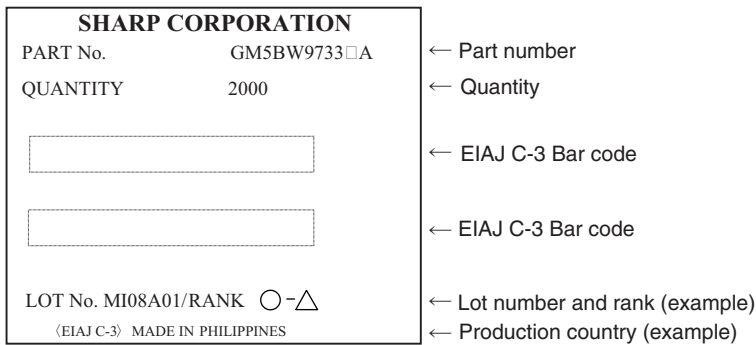 SHARP CORPORATION
PART No. GM5BW9733□A ← Part number
QUANTITY 2000 ← Quantity
← EIAJ C-3 Bar code
← EIAJ C-3 Bar code
LOT No. MI08A01/RANK ○-△ ← Lot number and rank (example)
〈EIAJ C-3〉 MADE IN PHILIPPINES ← Production country (example)